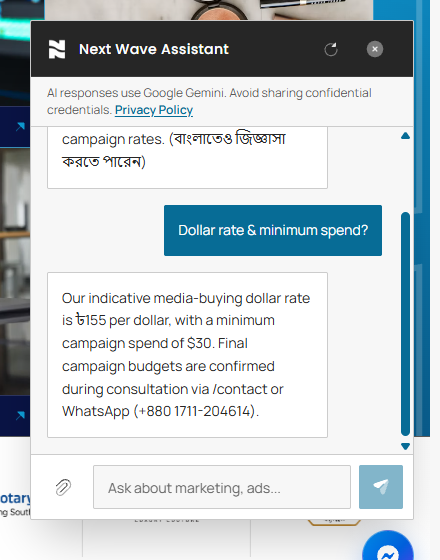 Next Wave Assistant
AI responses use Google Gemini. Avoid sharing confidential
credentials. Privacy Policy
campaign rates. (বাংলাতেও জিজ্ঞাসা
করতে পারেন)
Dollar rate & minimum spend?
Our indicative media-buying dollar rate
is ৳155 per dollar, with a minimum
campaign spend of $30. Final
campaign budgets are confirmed
during consultation via /contact or
WhatsApp (+880 1711-204614).
Ask about marketing, ads...